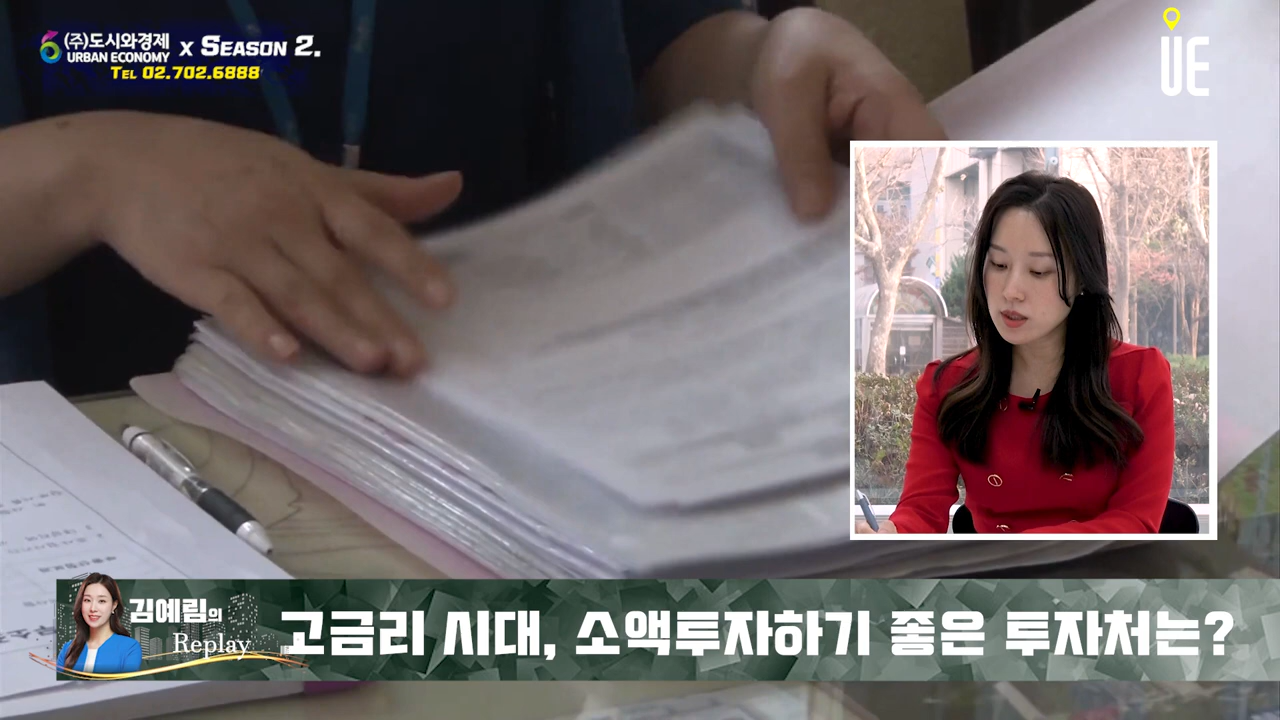 (주)도시와경제
URBAN ECONOMY
X SEASON 2.
TEL 02.702.6888
UE
김예림의
Replay
고금리 시대, 소액투자하기 좋은 투자처는?